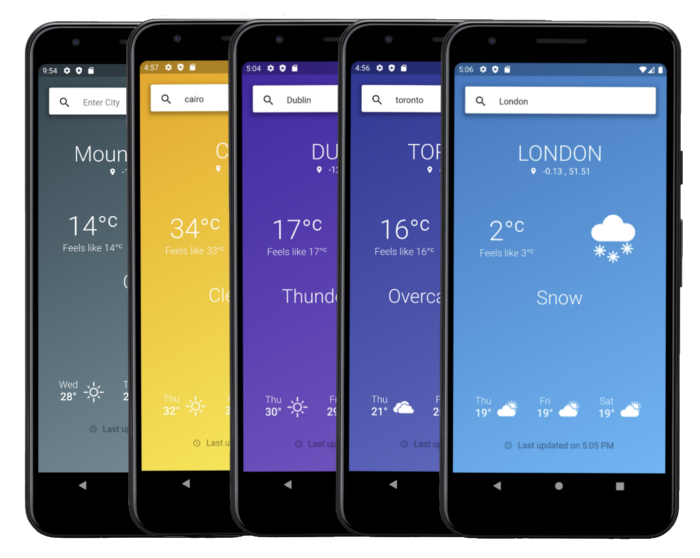 9:54
Enter City
Moun
14°c
Feels like 14°c
Wed
28°
Last up
4:57
cairo
C
34°c
Feels like 33°c
Cle
Thu
32°
Last u
5:04
Dublin
DU
17°c
Feels like 17°c
Thund
Thu
30°
Fr
29
Last up
4:56
toronto
TOR
16°c
Feels like 16°c
Overca
Thu
21°
Last up
5:06
London
LONDON
-0.13 , 51.51
2°c
Feels like 3°c
Snow
Thu Fri Sat
19° 19° 19°
Last updated on 5:05 PM